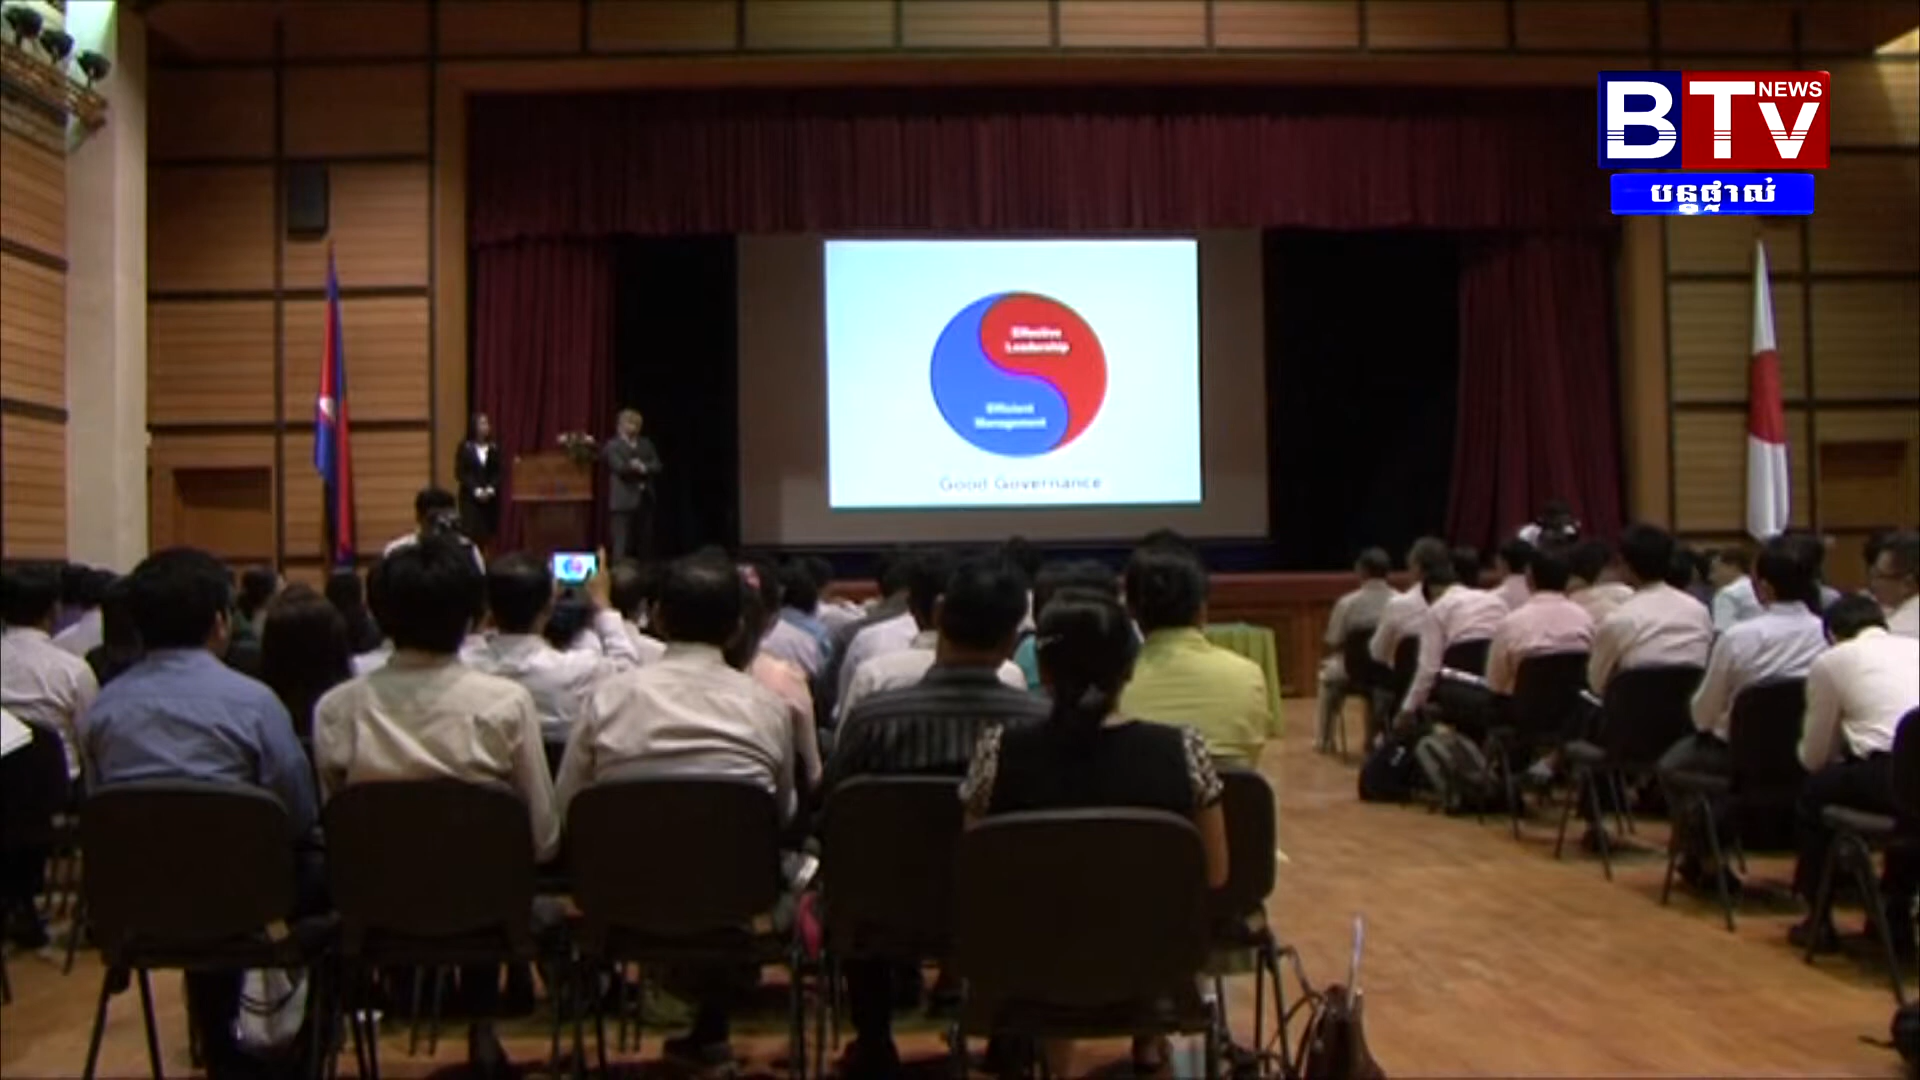 BTV NEWS
បន្តផ្ទាល់
Effective
Leadership
Efficient
Management
Good Governance